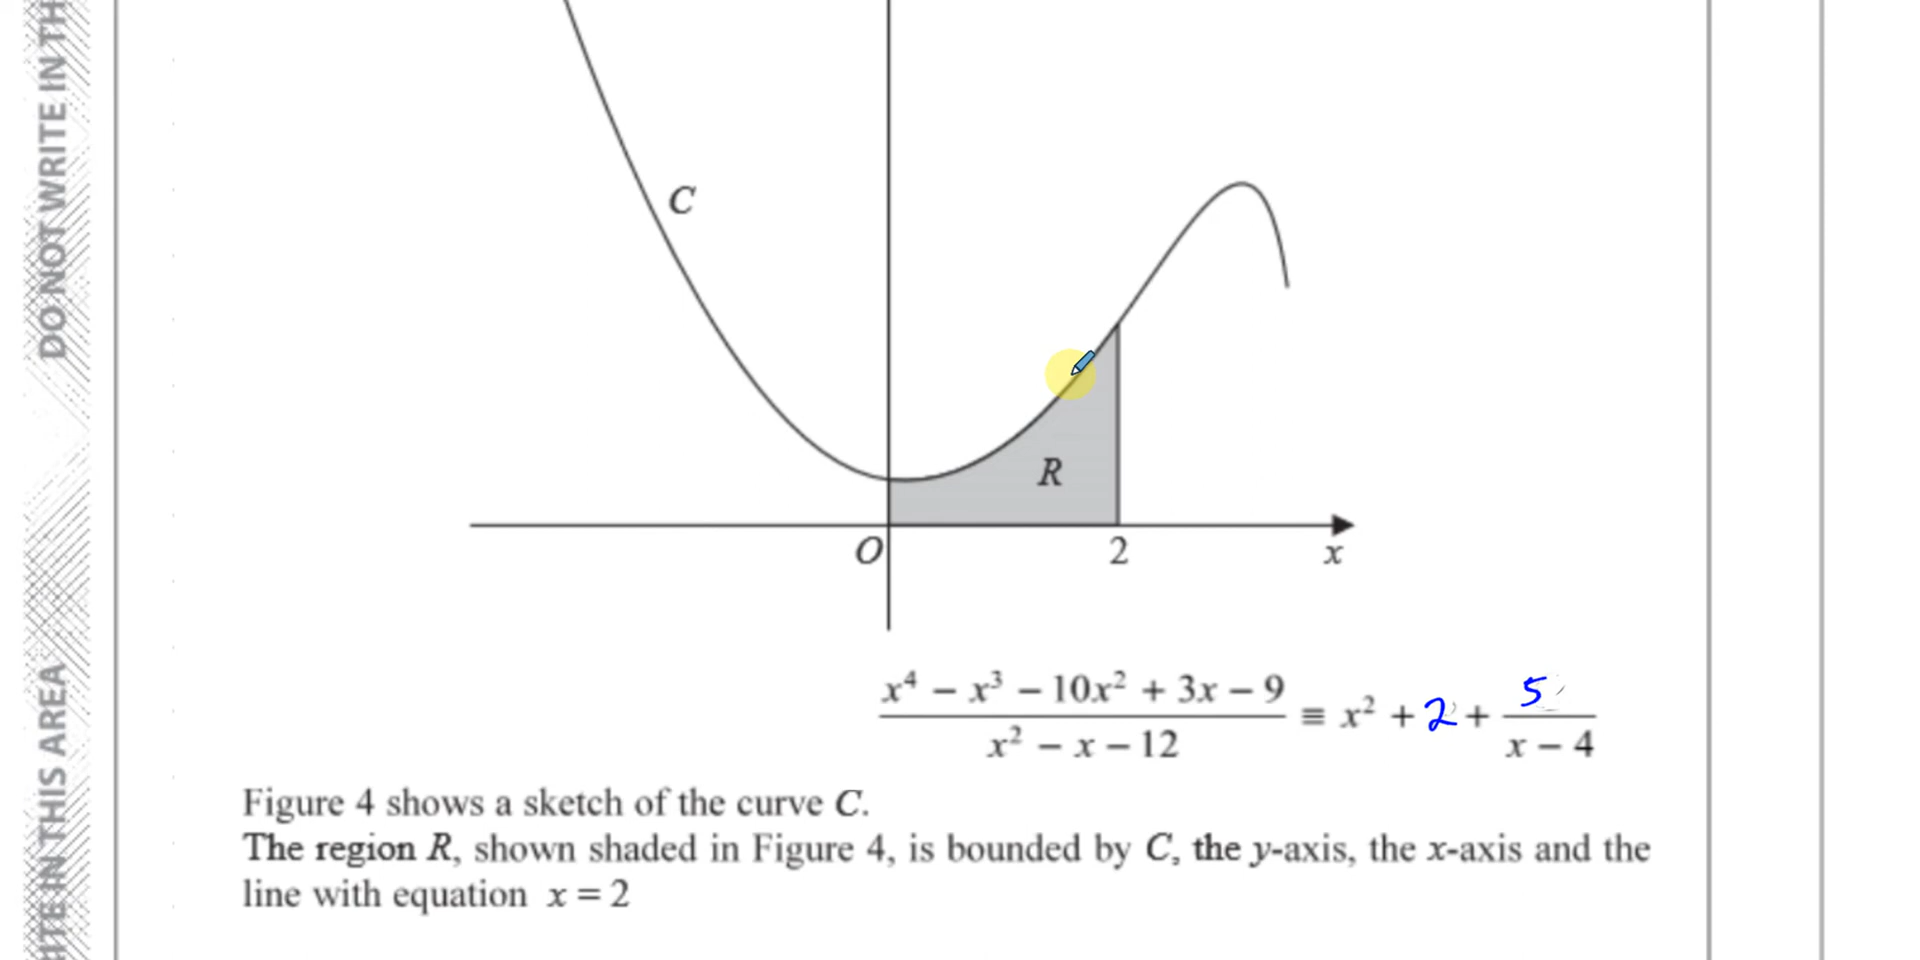 DO NOT WRITE IN TH
C
R
O
2
x
x⁴ − x³ − 10x² + 3x − 9 / x² − x − 12 ≡ x² + 2 + 5 / x − 4
Figure 4 shows a sketch of the curve C.
The region R, shown shaded in Figure 4, is bounded by C, the y-axis, the x-axis and the
line with equation x = 2
ITE IN THIS AREA